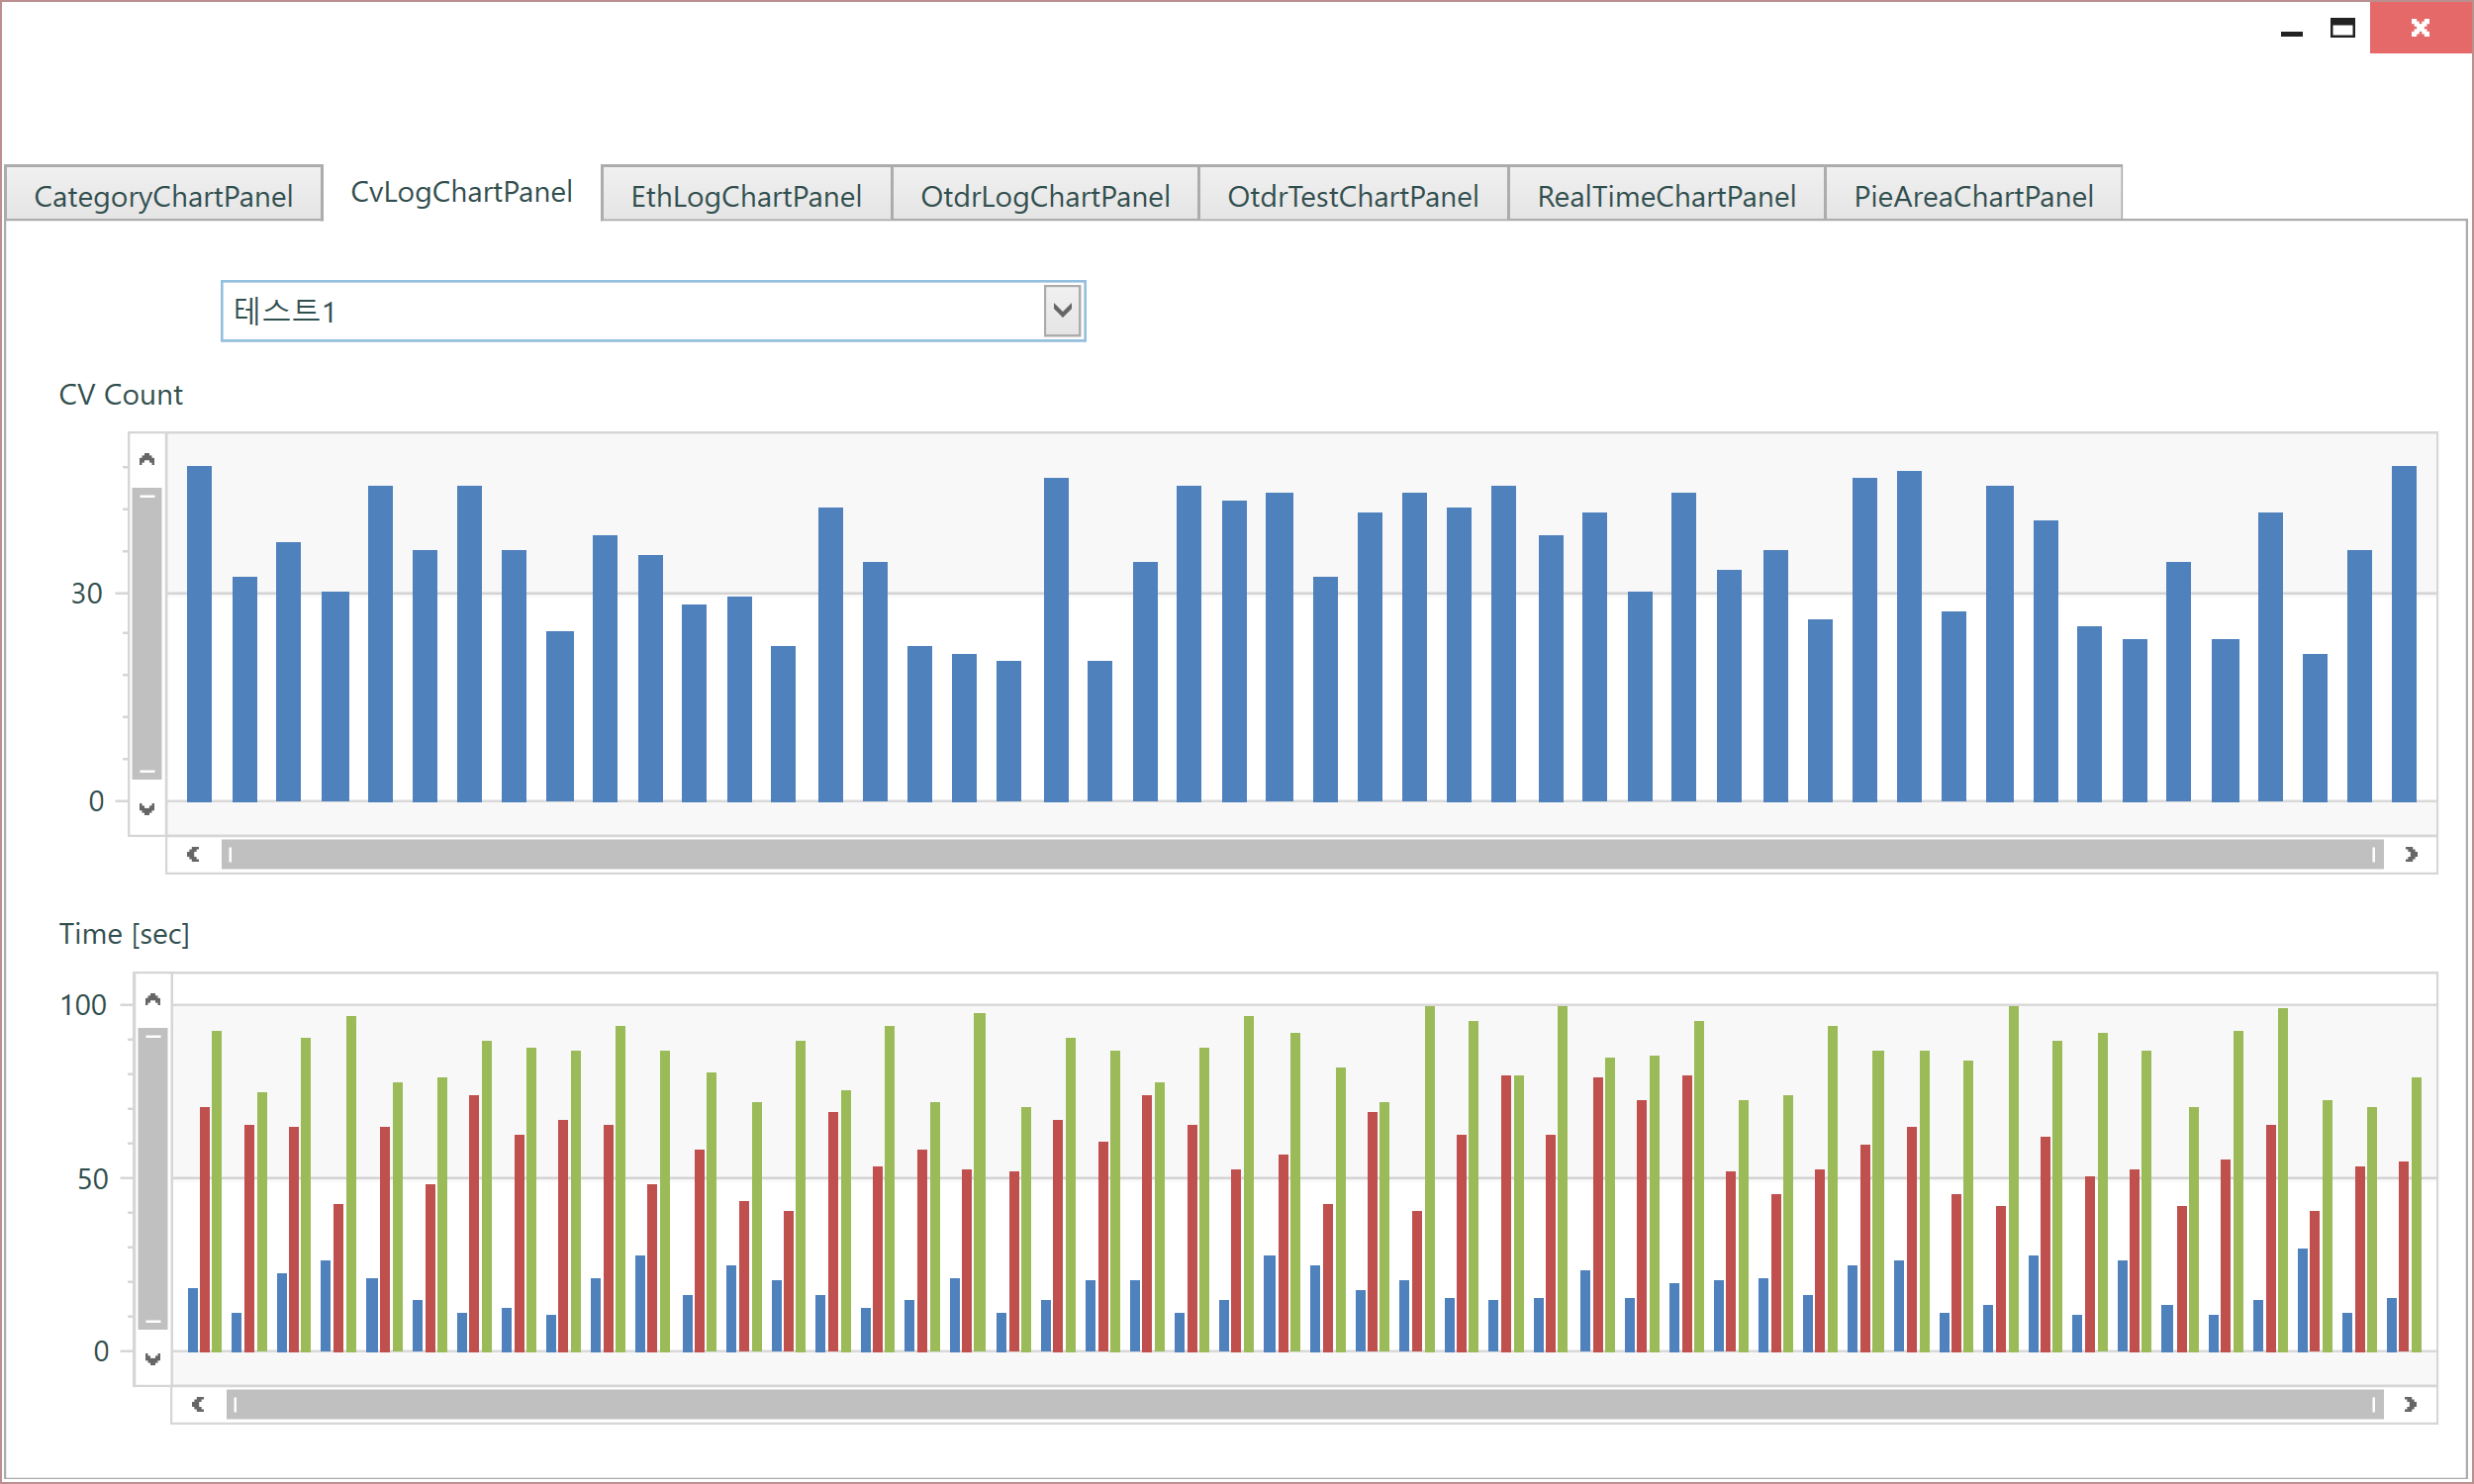 CategoryChartPanel CvLogChartPanel EthLogChartPanel OtdrLogChartPanel OtdrTestChartPanel RealTimeChartPanel PieAreaChartPanel
테스트1
CV Count
30
0
Time [sec]
100
50
0